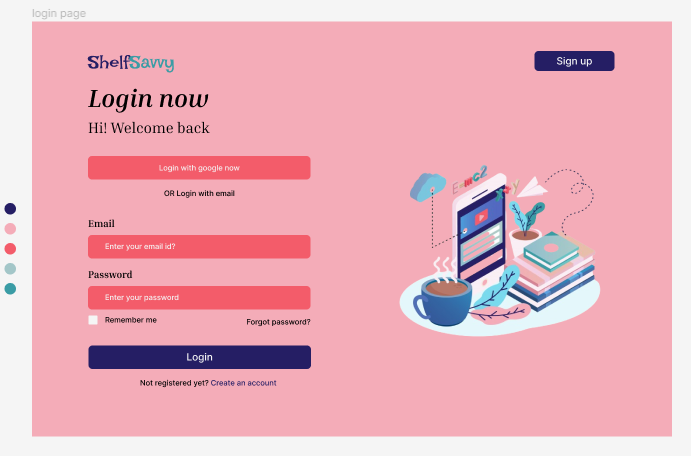 login page
ShelfSavvy
Sign up
Login now
Hi! Welcome back
Login with google now
OR Login with email
Email
Enter your email id?
Password
Enter your password
Remember me
Forgot password?
Login
Not registered yet? Create an account